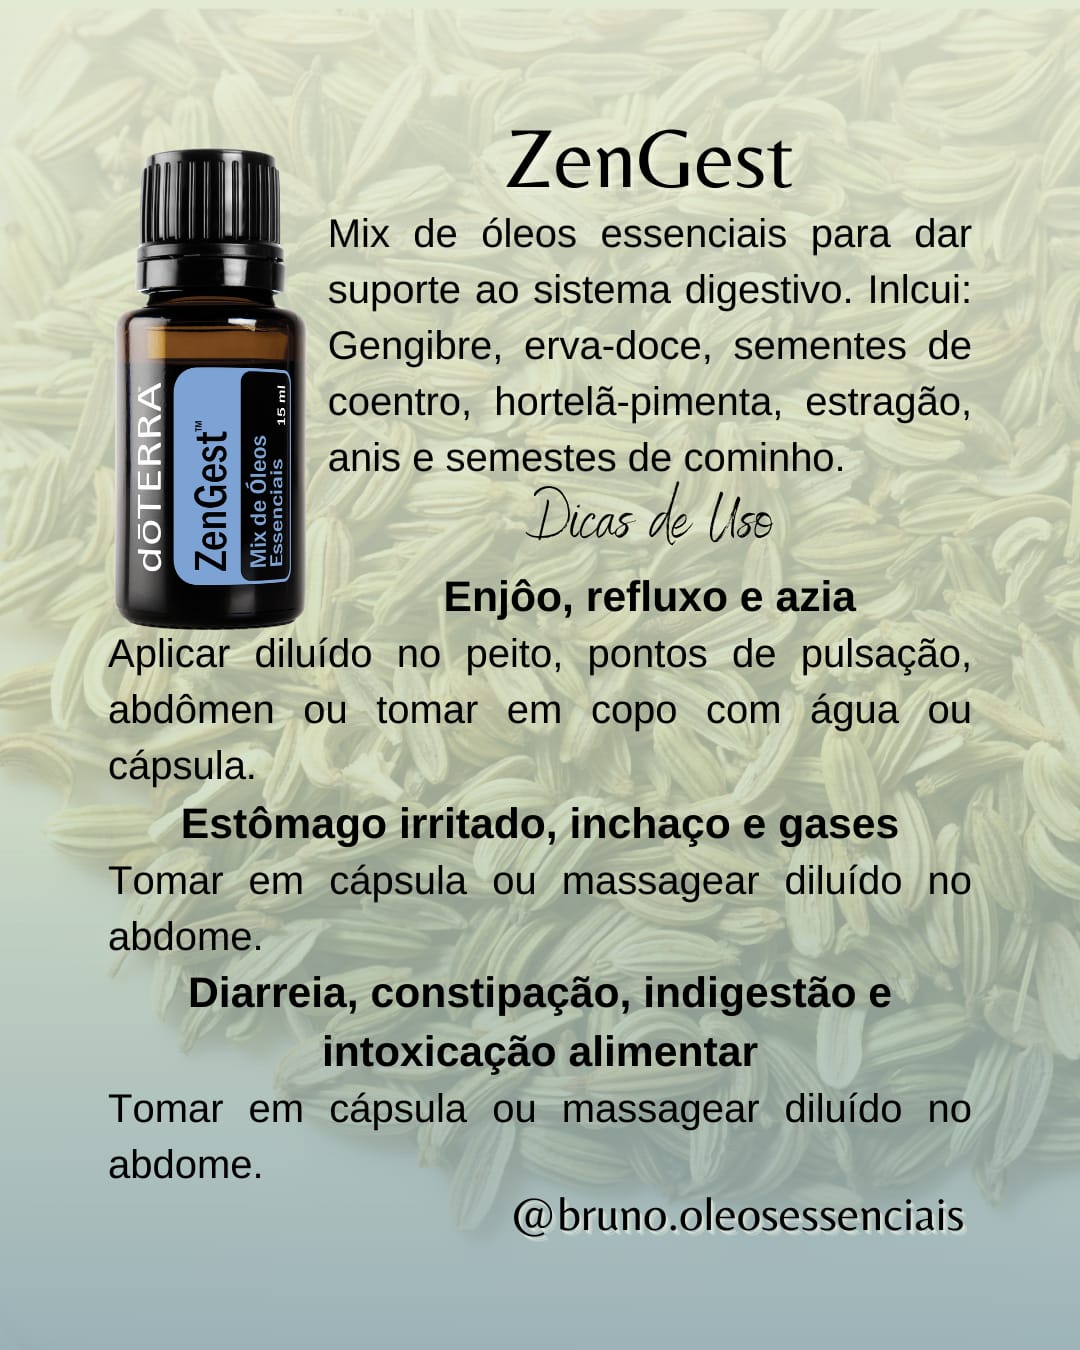 ZenGest
Mix de óleos essenciais para dar
suporte ao sistema digestivo. Inlcui:
Gengibre, erva-doce, sementes de
coentro, hortelã-pimenta, estragão,
anis e semestes de cominho.
dōTERRA
ZenGest™
Mix de Óleos
Essenciais
15 ml
Dicas de Uso
Enjôo, refluxo e azia
Aplicar diluído no peito, pontos de pulsação,
abdômen ou tomar em copo com água ou
cápsula.
Estômago irritado, inchaço e gases
Tomar em cápsula ou massagear diluído no
abdome.
Diarreia, constipação, indigestão e
intoxicação alimentar
Tomar em cápsula ou massagear diluído no
abdome.
@bruno.oleosessenciais